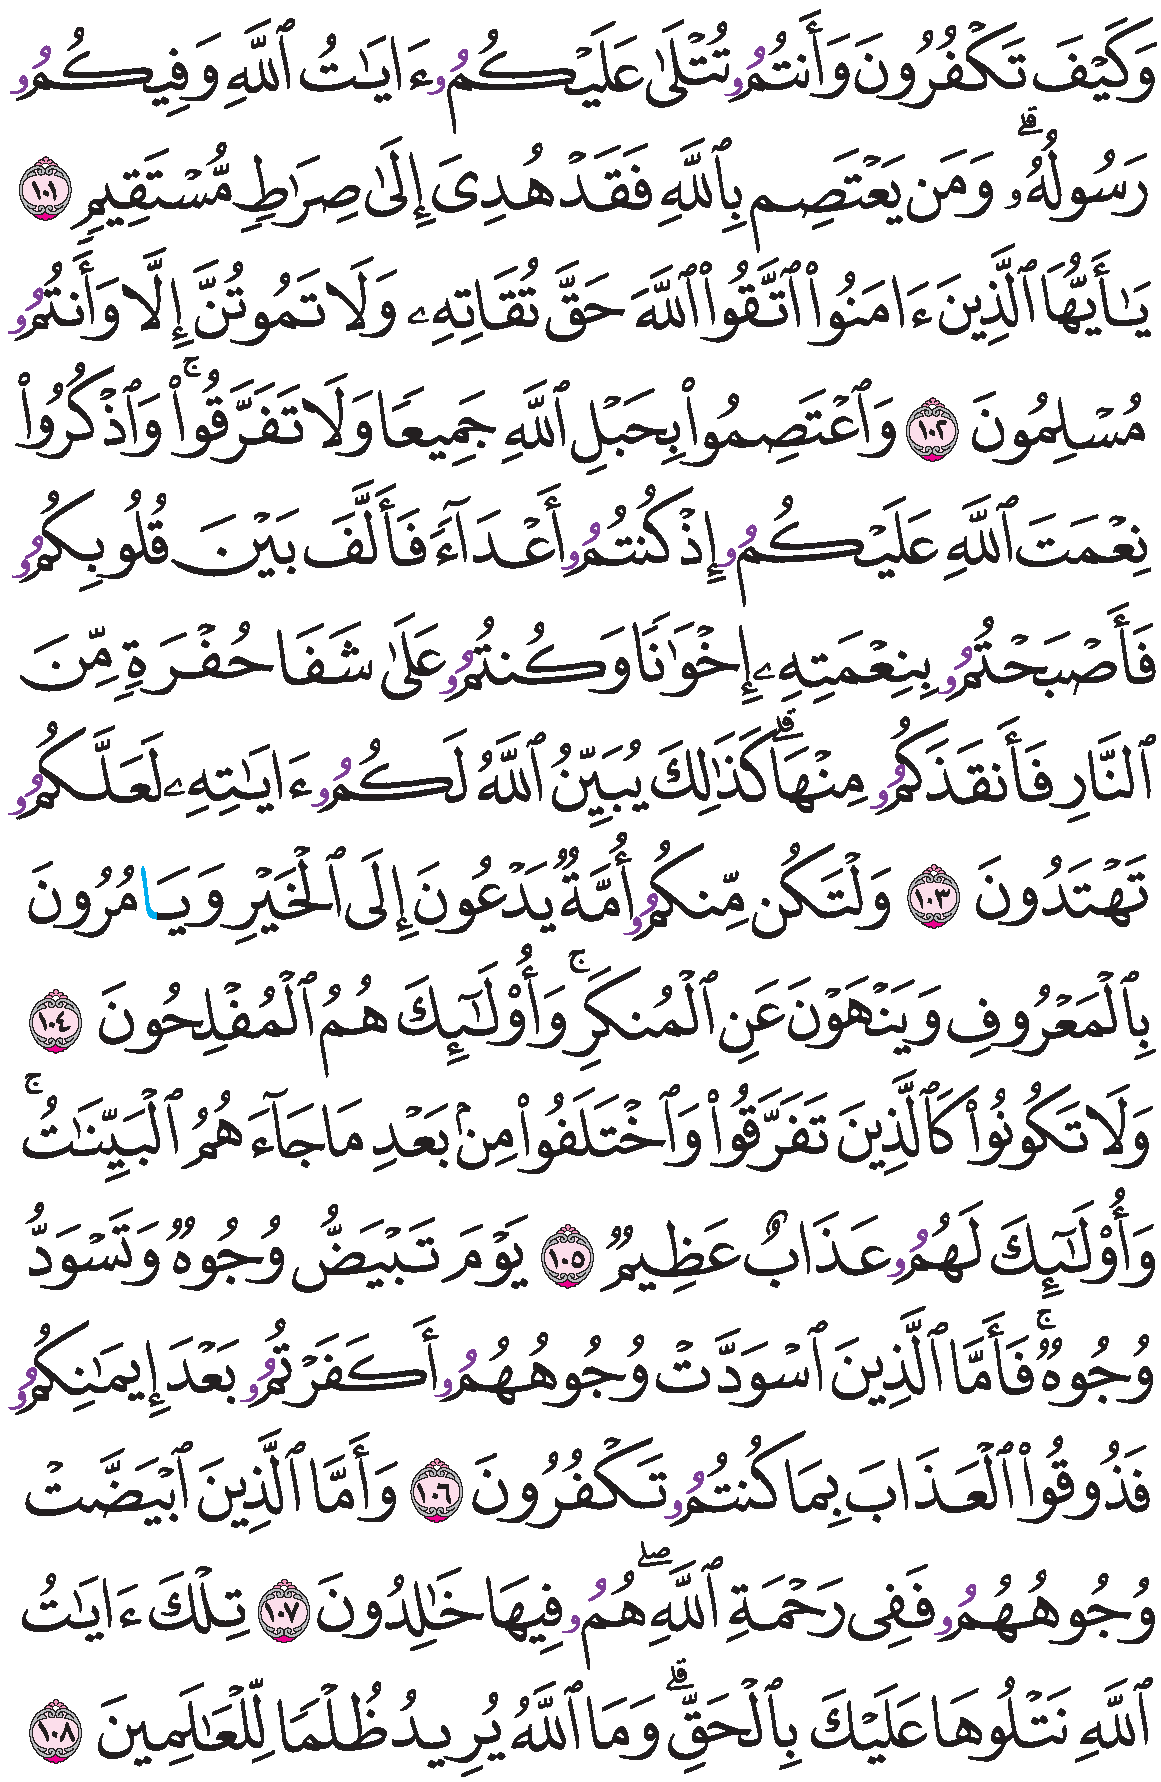 وَكَيْفَ تَكْفُرُونَ وَأَنتُمُۥ تُتْلَىٰ عَلَيْكُمُۥ ءَايَٰتُ ٱللَّهِ وَفِيكُمُۥ
رَسُولُهُۥۗ وَمَن يَعْتَصِم بِٱللَّهِ فَقَدْ هُدِىَ إِلَىٰ صِرَٰطٍ مُّسْتَقِيمٍ ١٠١
يَٰٓأَيُّهَا ٱلَّذِينَ ءَامَنُوا۟ ٱتَّقُوا۟ ٱللَّهَ حَقَّ تُقَاتِهِۦ وَلَا تَمُوتُنَّ إِلَّا وَأَنتُمُۥ
مُسْلِمُونَ ١٠٢ وَٱعْتَصِمُوا۟ بِحَبْلِ ٱللَّهِ جَمِيعًا وَلَا تَفَرَّقُوا۟ۚ وَٱذْكُرُوا۟
نِعْمَتَ ٱللَّهِ عَلَيْكُمُۥ إِذْ كُنتُمُۥ أَعْدَآءً فَأَلَّفَ بَيْنَ قُلُوبِكُمُۥ
فَأَصْبَحْتُمُۥ بِنِعْمَتِهِۦ إِخْوَٰنًا وَكُنتُمُۥ عَلَىٰ شَفَا حُفْرَةٍ مِّنَ
ٱلنَّارِ فَأَنقَذَكُمُۥ مِنْهَاۗ كَذَٰلِكَ يُبَيِّنُ ٱللَّهُ لَكُمُۥ ءَايَٰتِهِۦ لَعَلَّكُمُۥ
تَهْتَدُونَ ١٠٣ وَلْتَكُن مِّنكُمُۥ أُمَّةٌ يَدْعُونَ إِلَى ٱلْخَيْرِ وَيَامُرُونَ
بِٱلْمَعْرُوفِ وَيَنْهَوْنَ عَنِ ٱلْمُنكَرِۚ وَأُو۟لَٰٓئِكَ هُمُ ٱلْمُفْلِحُونَ ١٠٤
وَلَا تَكُونُوا۟ كَٱلَّذِينَ تَفَرَّقُوا۟ وَٱخْتَلَفُوا۟ مِنۢ بَعْدِ مَا جَآءَهُمُ ٱلْبَيِّنَٰتُۚ
وَأُو۟لَٰٓئِكَ لَهُمُۥ عَذَابٌ عَظِيمٌ ١٠٥ يَوْمَ تَبْيَضُّ وُجُوهٌ وَتَسْوَدُّ
وُجُوهٌۚ فَأَمَّا ٱلَّذِينَ ٱسْوَدَّتْ وُجُوهُهُمُۥ أَكَفَرْتُمُۥ بَعْدَ إِيمَٰنِكُمُۥ
فَذُوقُوا۟ ٱلْعَذَابَ بِمَا كُنتُمُۥ تَكْفُرُونَ ١٠٦ وَأَمَّا ٱلَّذِينَ ٱبْيَضَّتْ
وُجُوهُهُمُۥ فَفِى رَحْمَةِ ٱللَّهِۖ هُمُۥ فِيهَا خَٰلِدُونَ ١٠٧ تِلْكَ ءَايَٰتُ
ٱللَّهِ نَتْلُوهَا عَلَيْكَ بِٱلْحَقِّۗ وَمَا ٱللَّهُ يُرِيدُ ظُلْمًا لِّلْعَٰلَمِينَ ١٠٨